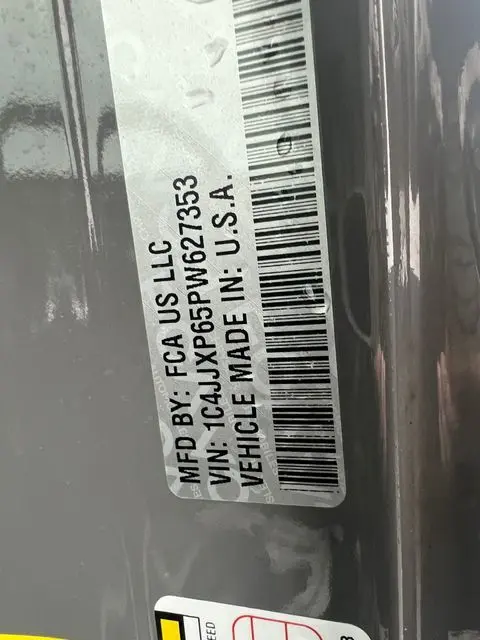 MFD BY: FCA US LLC
VIN: 1C4JJXP65PW627353
VEHICLE MADE IN: U.S.A.